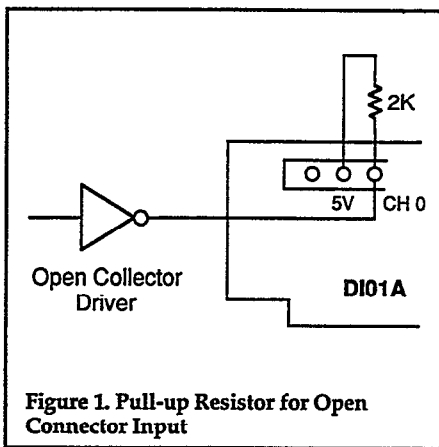 2K
5V CH 0
Open Collector
Driver
DI01A
Figure 1. Pull-up Resistor for Open
Connector Input